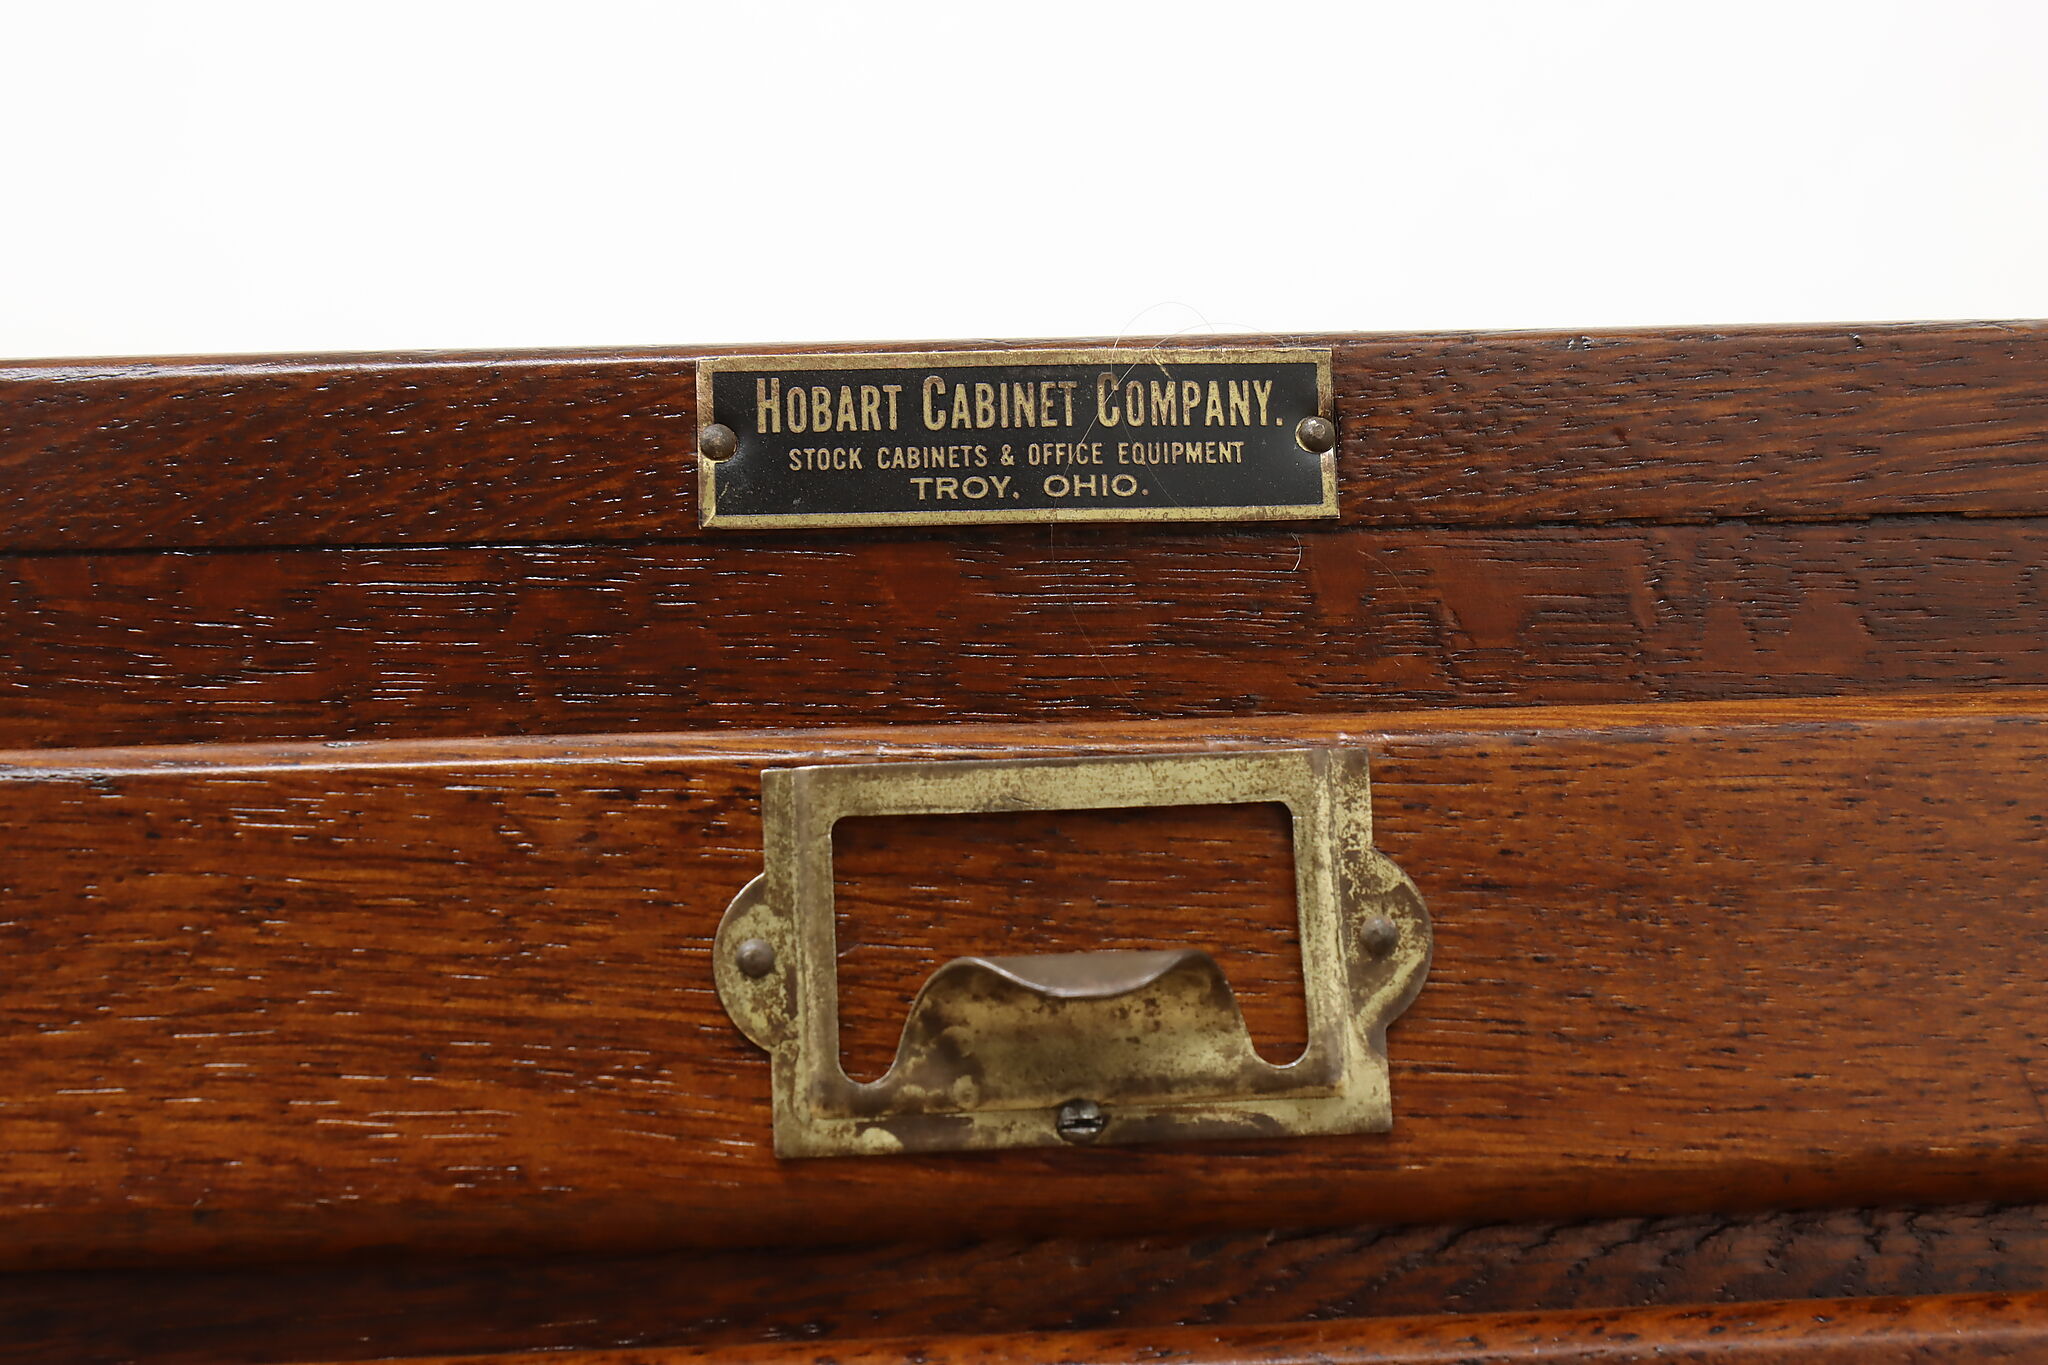 HOBART CABINET COMPANY.
STOCK CABINETS & OFFICE EQUIPMENT
TROY, OHIO.